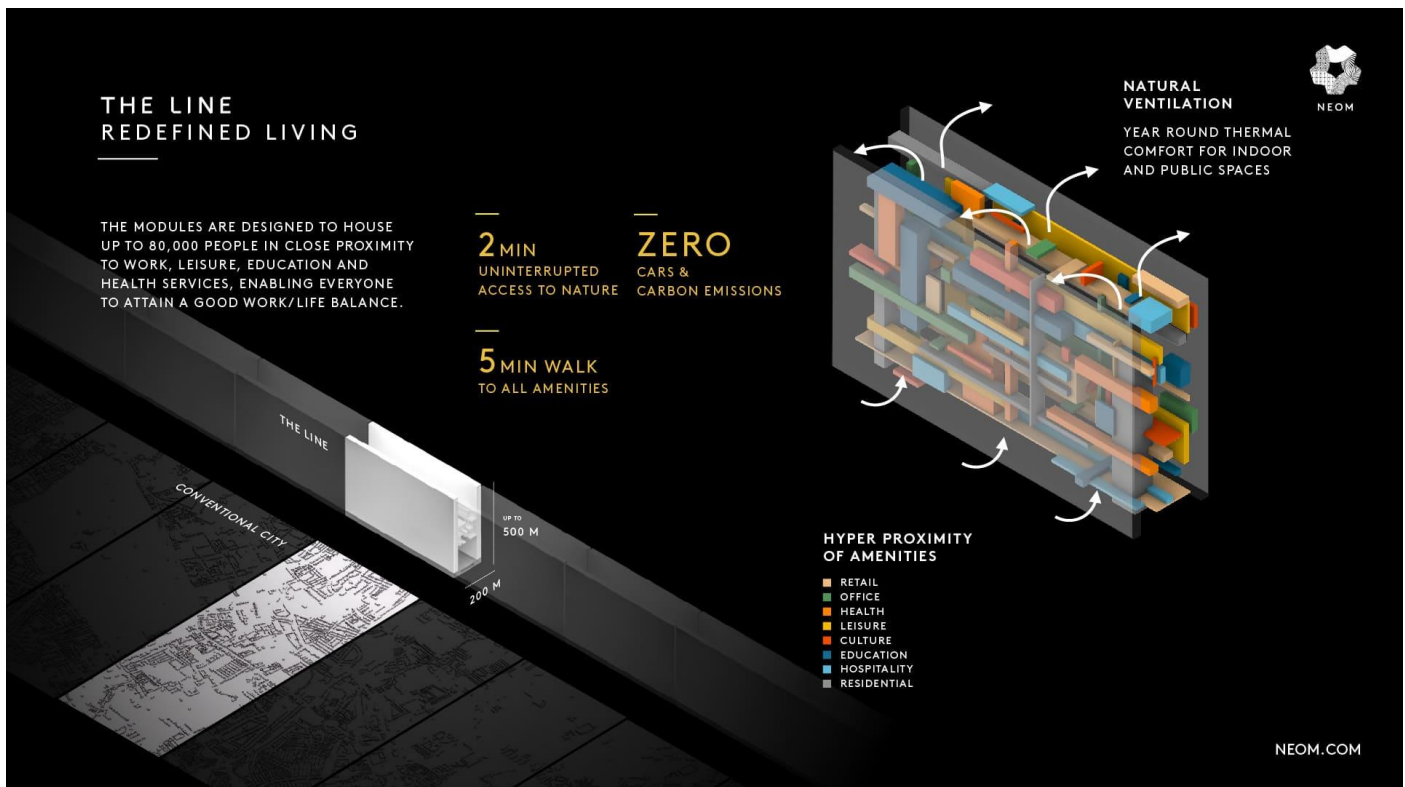 THE LINE
REDEFINED LIVING
THE MODULES ARE DESIGNED TO HOUSE
UP TO 80,000 PEOPLE IN CLOSE PROXIMITY
TO WORK, LEISURE, EDUCATION AND
HEALTH SERVICES, ENABLING EVERYONE
TO ATTAIN A GOOD WORK/LIFE BALANCE.
2 MIN
UNINTERRUPTED
ACCESS TO NATURE
ZERO
CARS &
CARBON EMISSIONS
5 MIN WALK
TO ALL AMENITIES
NATURAL
VENTILATION
YEAR ROUND THERMAL
COMFORT FOR INDOOR
AND PUBLIC SPACES
NEOM
THE LINE
CONVENTIONAL CITY
UP TO
500 M
200 M
HYPER PROXIMITY
OF AMENITIES
RETAIL
OFFICE
HEALTH
LEISURE
CULTURE
EDUCATION
HOSPITALITY
RESIDENTIAL
NEOM.COM